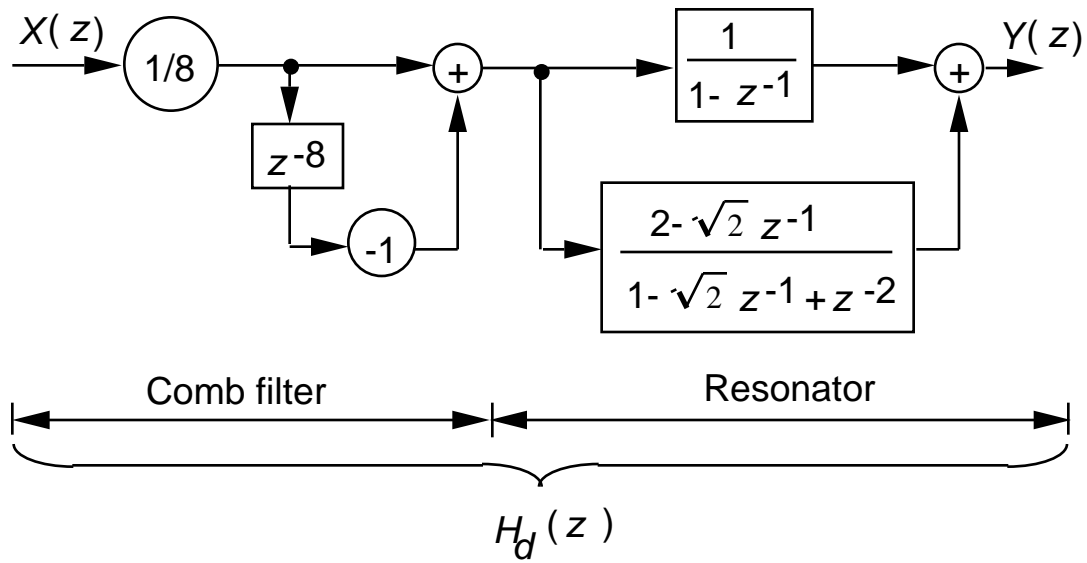 X(z)
1/8
+
1
1- z⁻¹
+
Y(z)
z⁻⁸
-1
2-√2 z⁻¹
1-√2 z⁻¹ + z⁻²
Comb filter
Resonator
H_d(z)